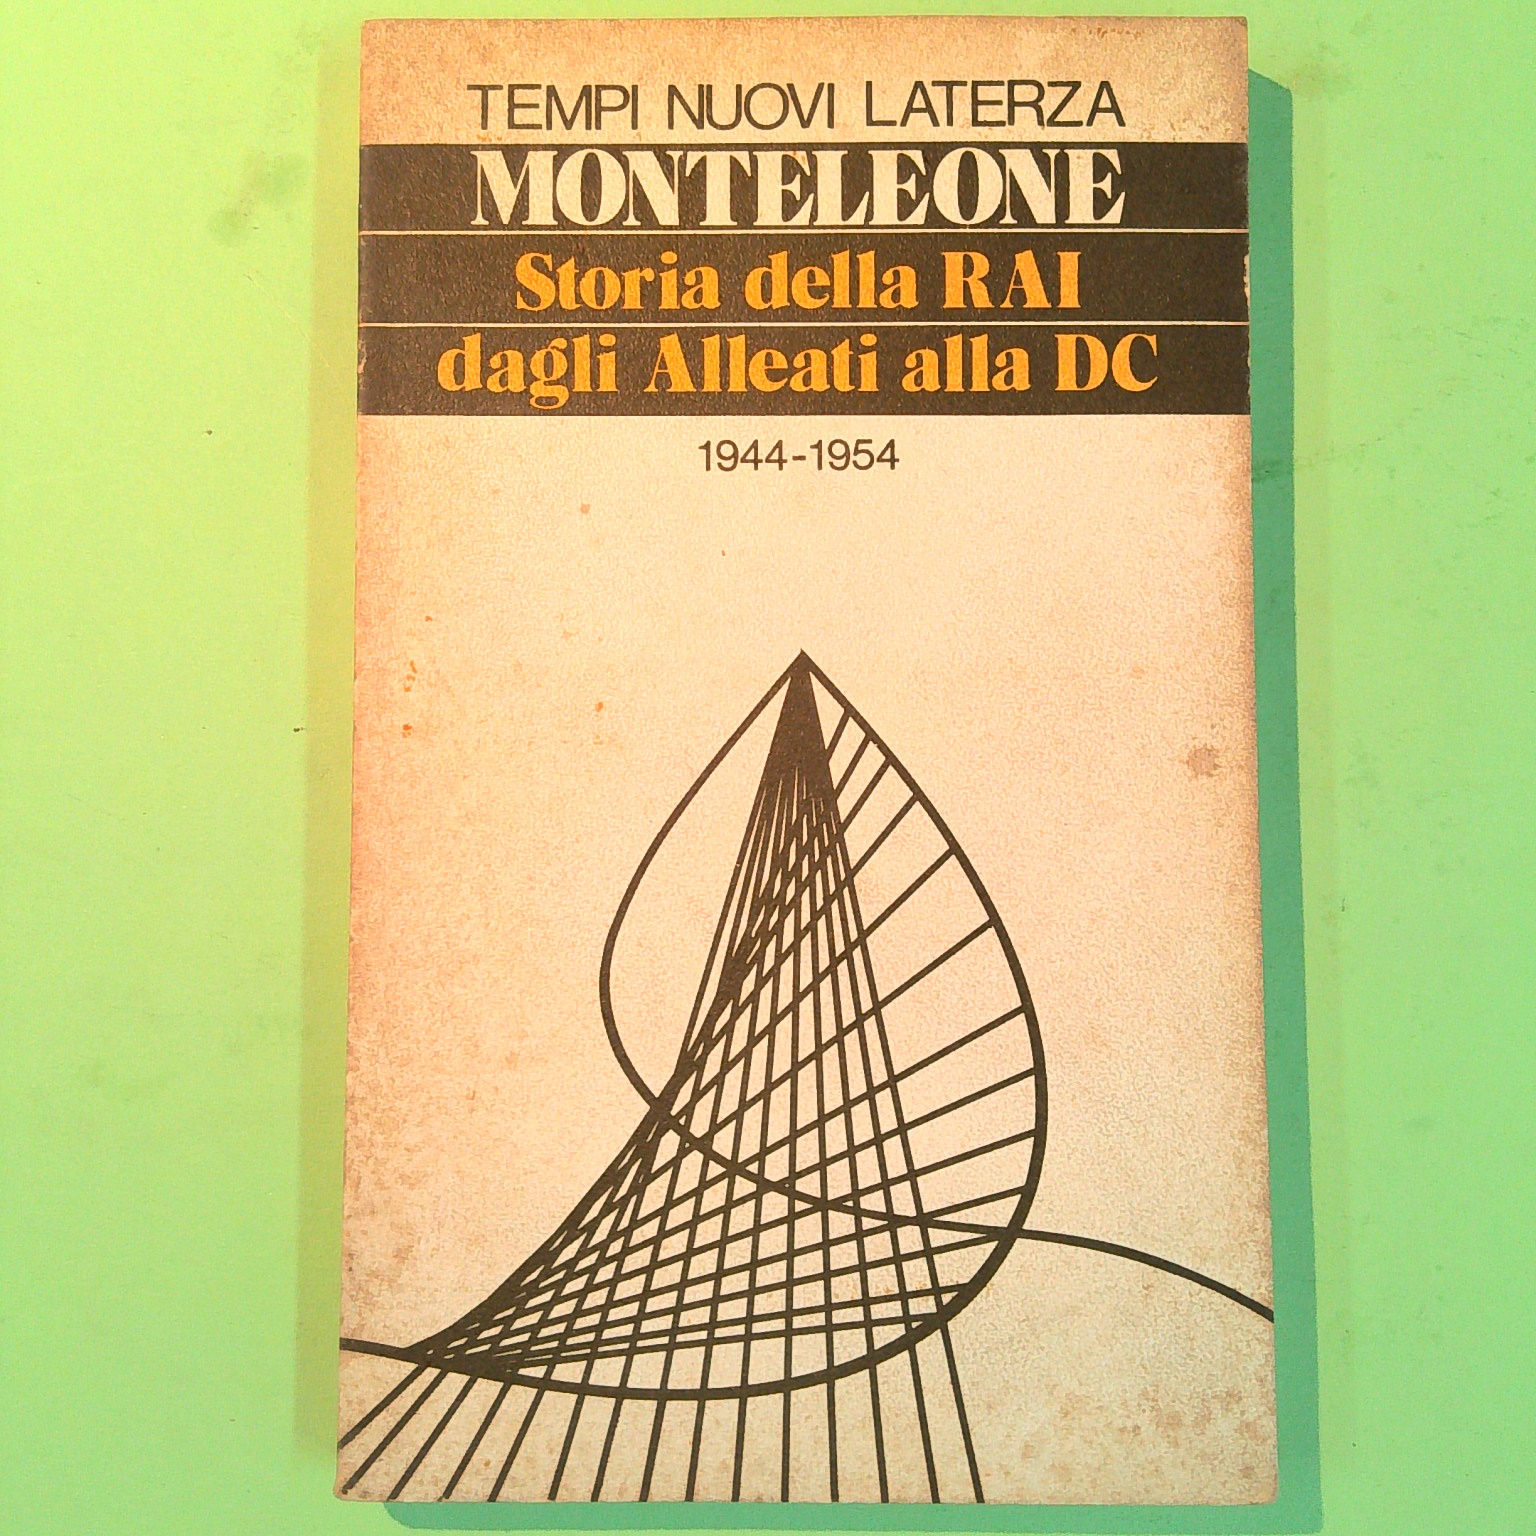 TEMPI NUOVI LATERZA
MONTELEONE
Storia della RAI
dagli Alleati alla DC
1944-1954